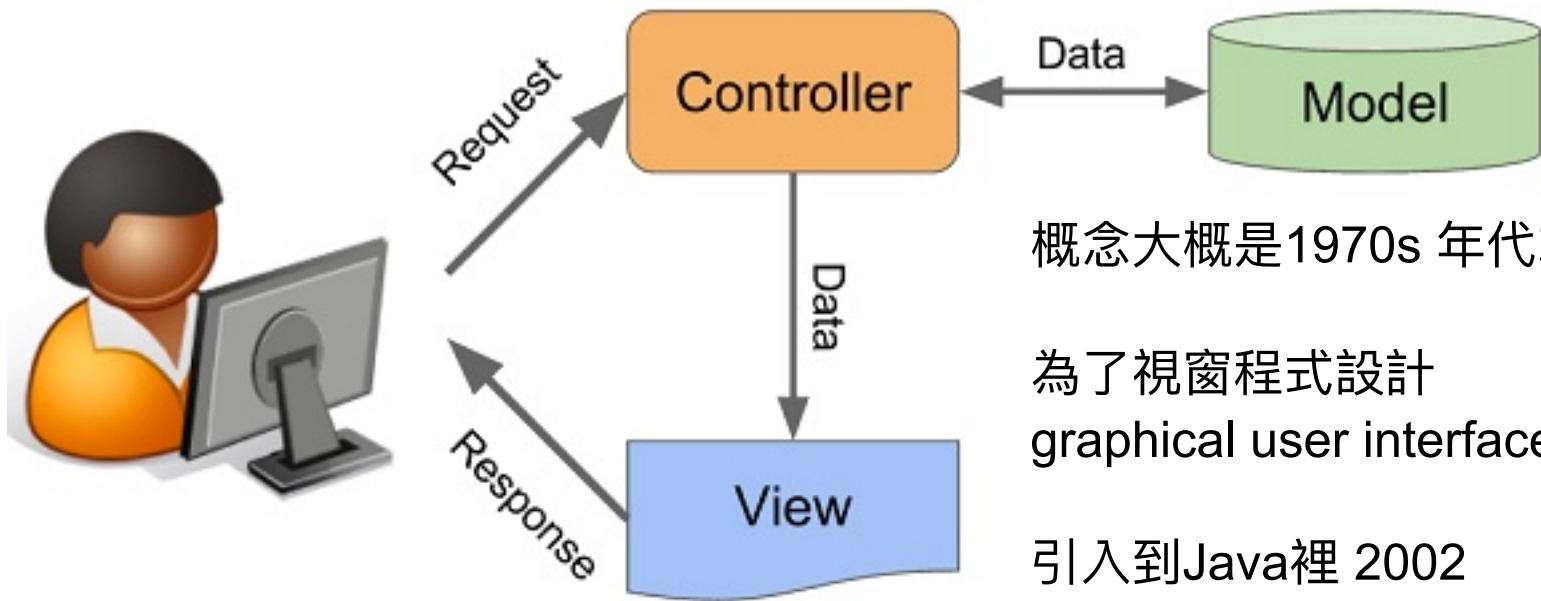 Request
Controller
Data
Model
Data
Response
View
概念大概是1970s 年代
為了視窗程式設計
graphical user interface
引入到Java裡 2002